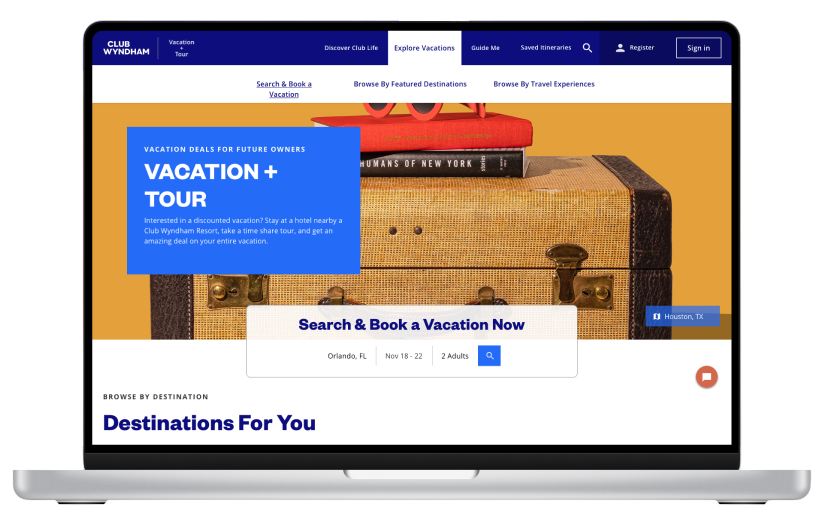 CLUB
WYNDHAM
Vacation
+
Tour
Discover Club Life
Explore Vacations
Guide Me
Saved Itineraries
Register
Sign in
Search & Book a
Vacation
Browse By Featured Destinations
Browse By Travel Experiences
VACATION DEALS FOR FUTURE OWNERS
VACATION +
TOUR
Interested in a discounted vacation? Stay at a hotel nearby a
Club Wyndham Resort, take a time share tour, and get an
amazing deal on your entire vacation.
HUMANS OF NEW YORK
stories
Houston, TX
Search & Book a Vacation Now
Orlando, FL
Nov 18 - 22
2 Adults
BROWSE BY DESTINATION
Destinations For You